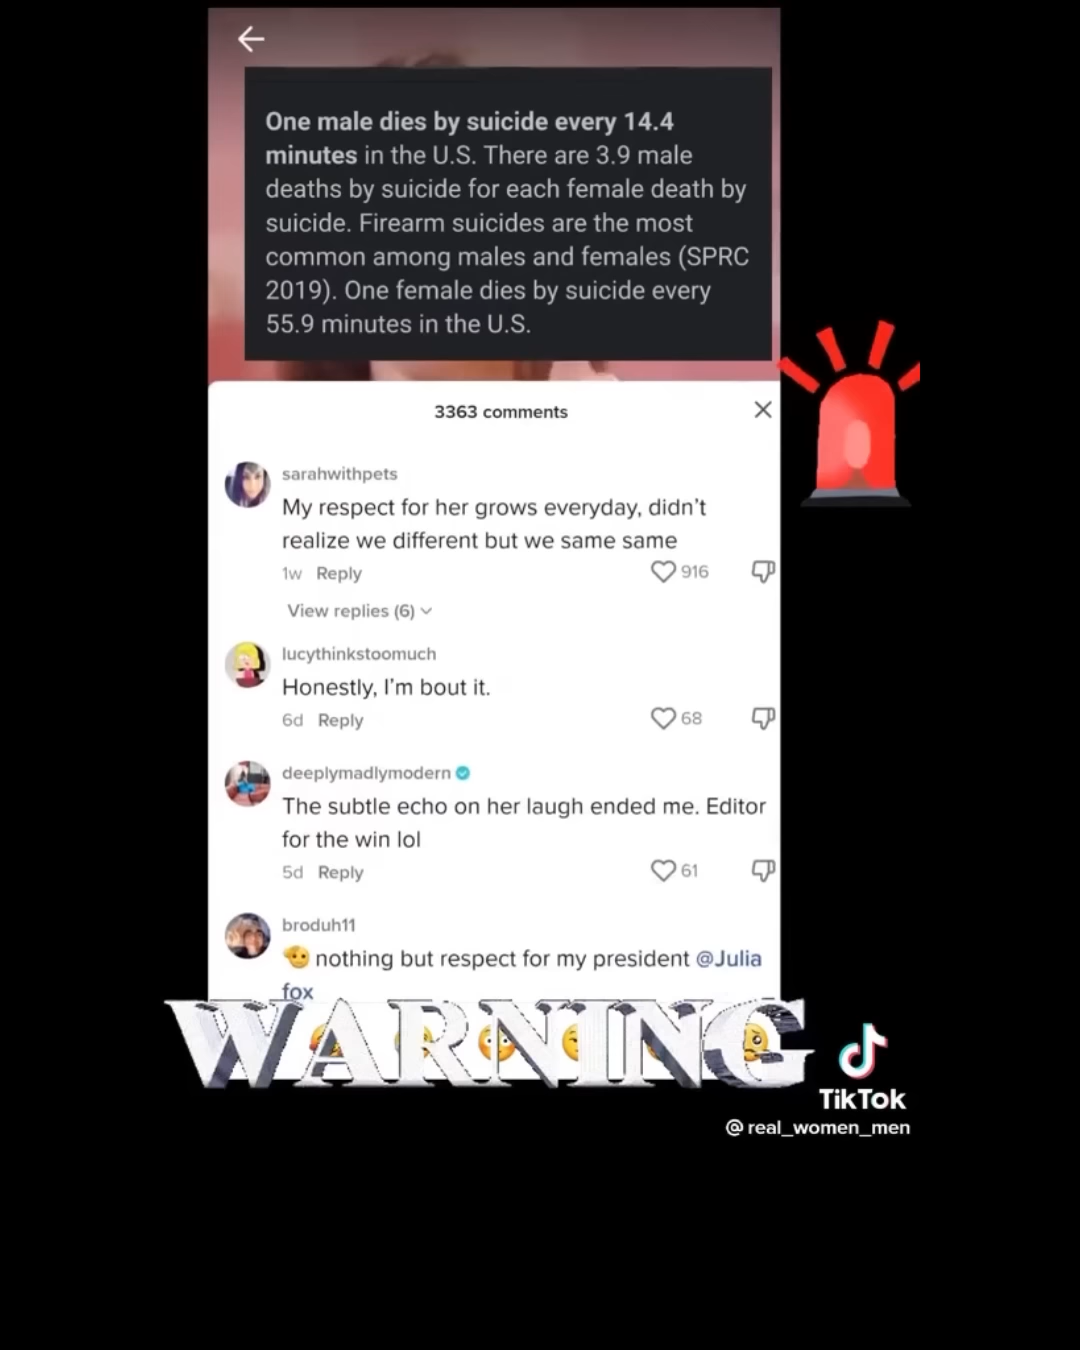 One male dies by suicide every 14.4
minutes in the U.S. There are 3.9 male
deaths by suicide for each female death by
suicide. Firearm suicides are the most
common among males and females (SPRC
2019). One female dies by suicide every
55.9 minutes in the U.S.
3363 comments
sarahwithpets
My respect for her grows everyday, didn't
realize we different but we same same
1w Reply 916
View replies (6)
lucythinkstoomuch
Honestly, I'm bout it.
6d Reply 68
deeplymadlymodern
The subtle echo on her laugh ended me. Editor
for the win lol
5d Reply 61
broduh11
🫡 nothing but respect for my president @Julia
fox
WARNING
TikTok
@real_women_men